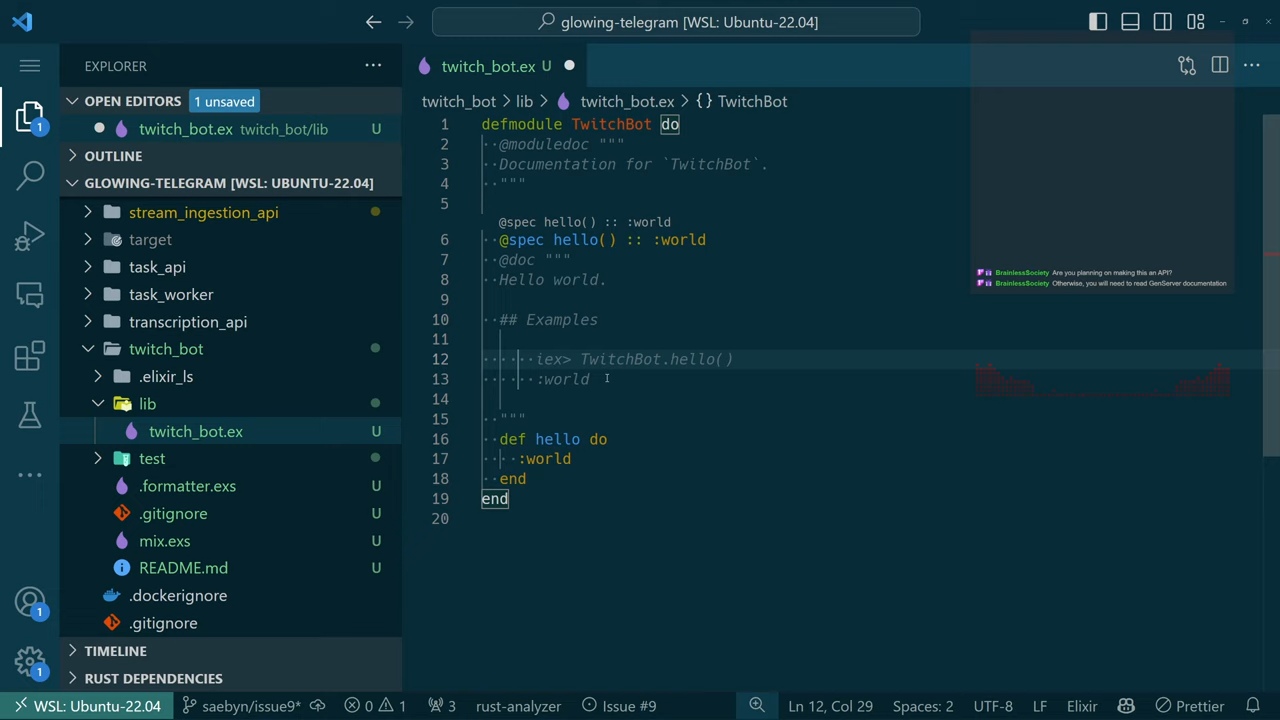 glowing-telegram [WSL: Ubuntu-22.04]
EXPLORER
OPEN EDITORS
1 unsaved
twitch_bot.ex twitch_bot/lib U
OUTLINE
GLOWING-TELEGRAM [WSL: UBUNTU-22.04]
stream_ingestion_api
target
task_api
task_worker
transcription_api
twitch_bot
.elixir_ls
lib
twitch_bot.ex U
test
.formatter.exs U
.gitignore U
mix.exs U
README.md U
.dockerignore
.gitignore
TIMELINE
RUST DEPENDENCIES
1
1
1
twitch_bot.ex U
twitch_bot > lib > twitch_bot.ex > {} TwitchBot
1 defmodule TwitchBot do
2 @moduledoc """
3 Documentation for `TwitchBot`.
4 """
5
@spec hello() :: :world
6 @spec hello() :: :world
7 @doc """
8 Hello world.
9
10 ## Examples
11
12 iex> TwitchBot.hello()
13 :world
14
15 """
16 def hello do
17 :world
18 end
19 end
20
BrainlessSociety Are you planning on making this an API?
BrainlessSociety Otherwise, you will need to read GenServer documentation
WSL: Ubuntu-22.04 saebyn/issue9* 0 1 3 rust-analyzer Issue #9 Ln 12, Col 29 Spaces: 2 UTF-8 LF Elixir Prettier